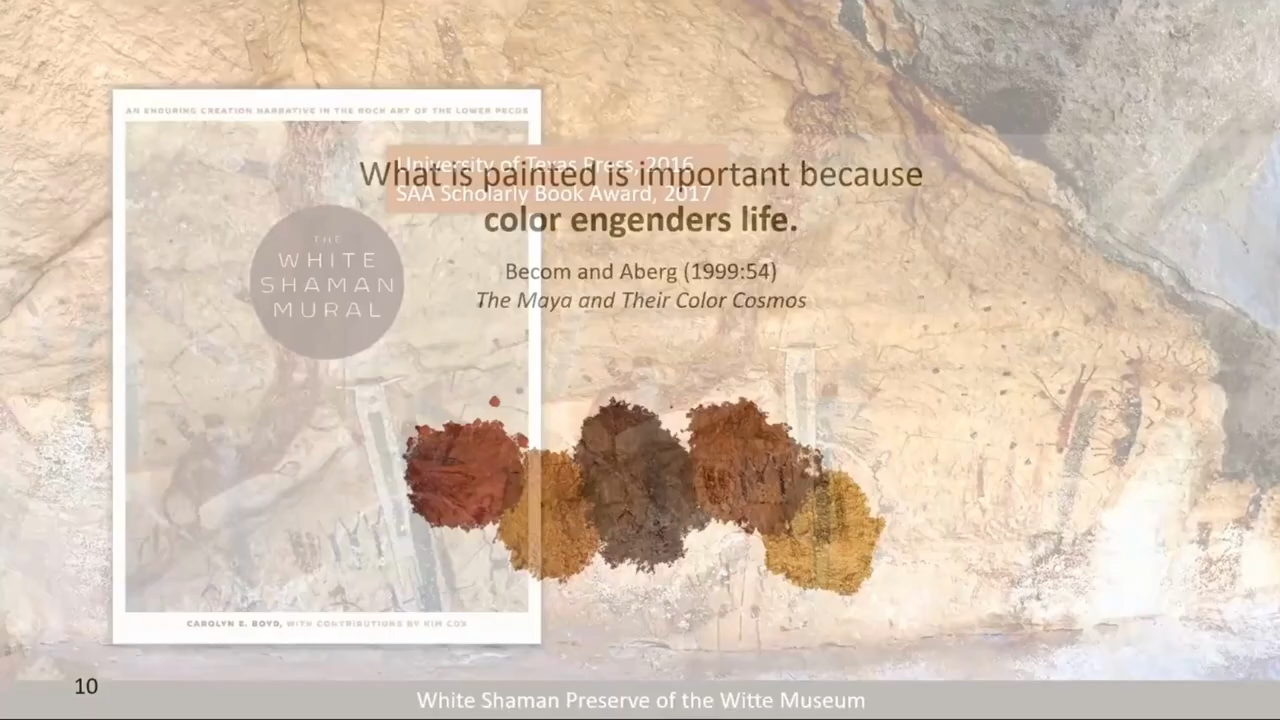 AN ENDURING CREATION NARRATIVE IN THE ROCK ART OF THE LOWER PECOS
University of Texas Press, 2016
SAA Scholarly Book Award, 2017
What is painted is important because
color engenders life.
Becom and Aberg (1999:54)
The Maya and Their Color Cosmos
THE
WHITE
SHAMAN
MURAL
CAROLYN E. BOYD, WITH CONTRIBUTIONS BY KIM COX
10
White Shaman Preserve of the Witte Museum